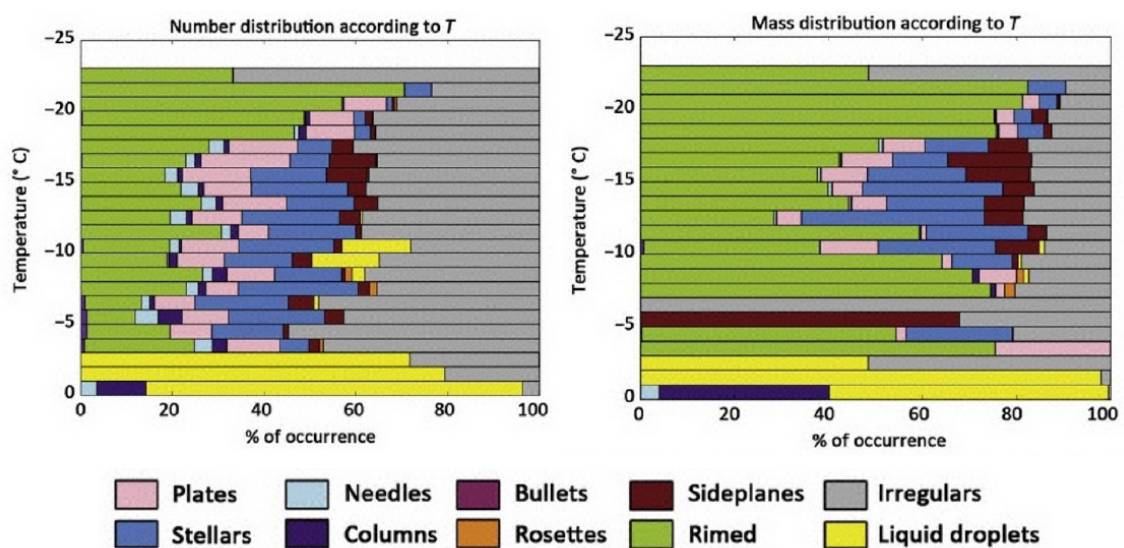 Number distribution according to T
Mass distribution according to T
−25
−20
−15
−10
−5
0
Temperature (° C)
0 20 40 60 80 100
% of occurrence
−25
−20
−15
−10
−5
0
Temperature (° C)
0 20 40 60 80 100
% of occurrence
Plates Needles Bullets Sideplanes Irregulars
Stellars Columns Rosettes Rimed Liquid droplets